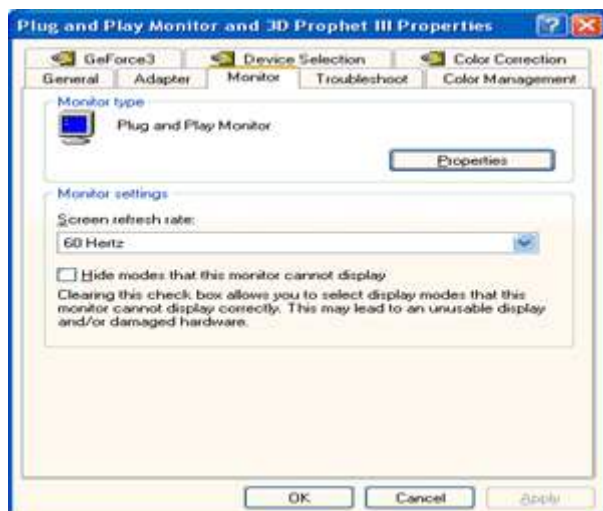 Plug and Play Monitor and 3D Prophet III Properties
GeForce3 Device Selection Color Correction
General Adapter Monitor Troubleshoot Color Management
Monitor type
Plug and Play Monitor
Properties
Monitor settings
Screen refresh rate:
60 Hertz
Hide modes that this monitor cannot display
Clearing this check box allows you to select display modes that this
monitor cannot display correctly. This may lead to an unusable display
and/or damaged hardware.
OK Cancel Apply